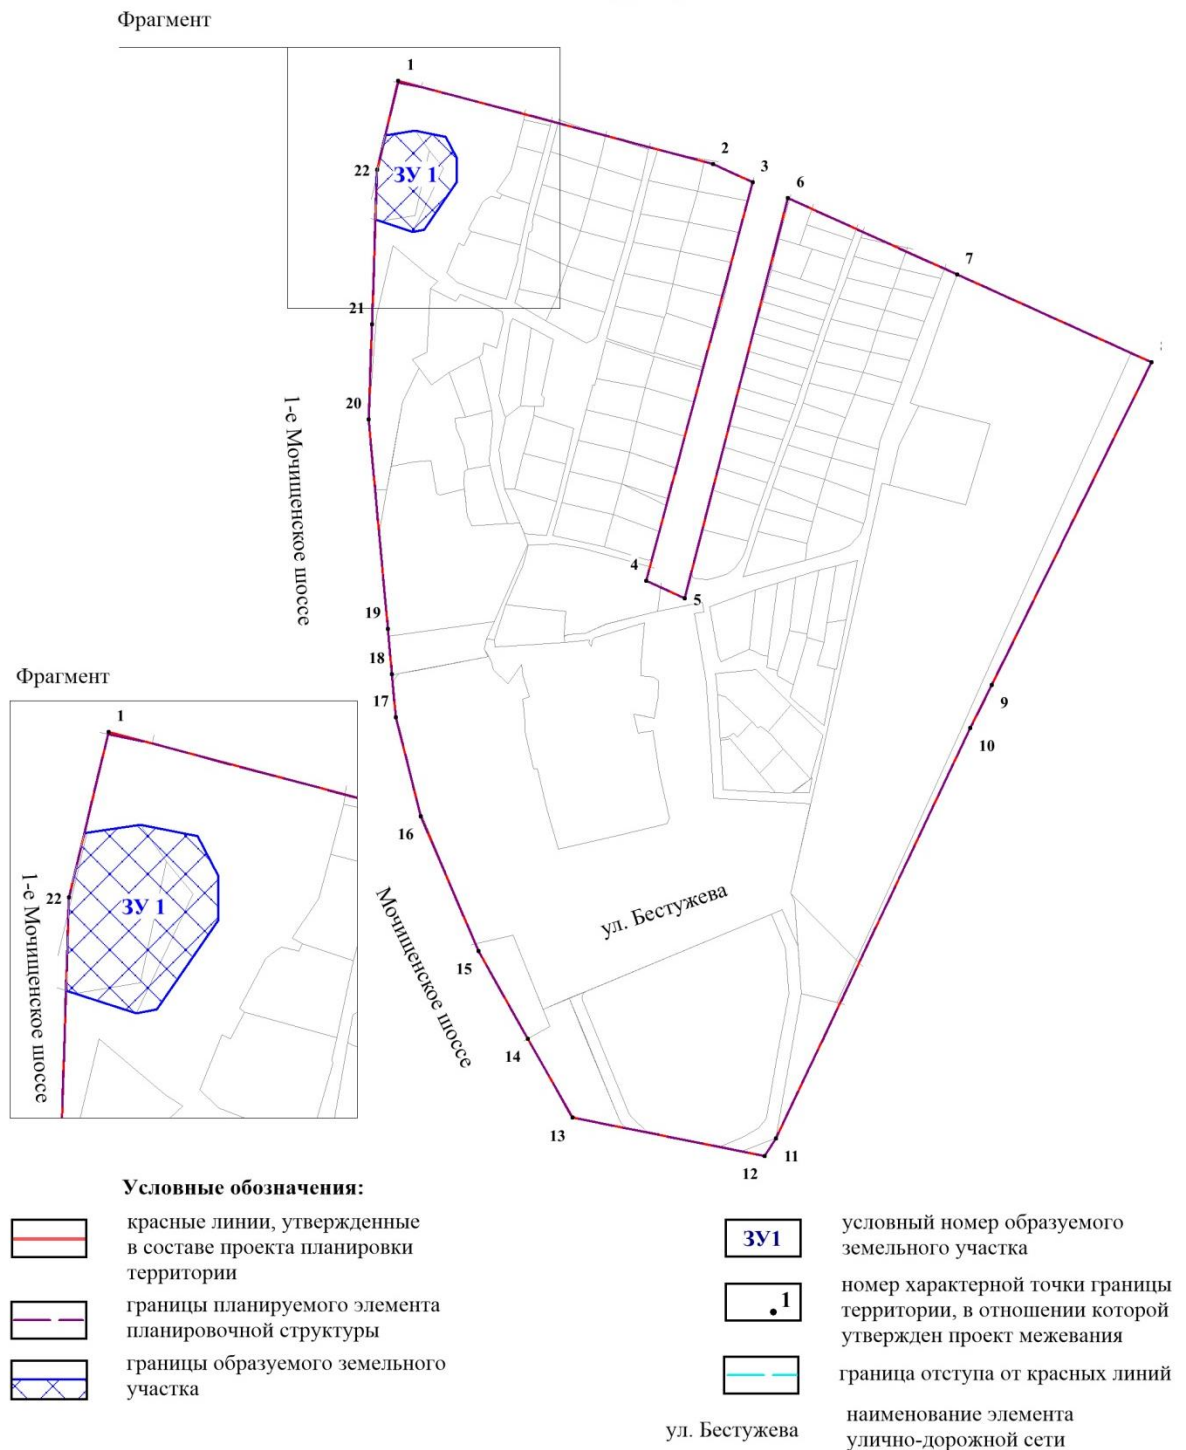 Фрагмент
1
2
3
6
22
ЗУ 1
7
21
20
1-е Мочищенское шоссе
4
5
19
18
17
9
10
16
Мочищенское шоссе
ул. Бестужева
15
14
13
12
11
Фрагмент
1
22
ЗУ 1
1-е Мочищенское шоссе
Условные обозначения:
красные линии, утвержденные
в составе проекта планировки
территории
границы планируемого элемента
планировочной структуры
границы образуемого земельного
участка
ЗУ1
условный номер образуемого
земельного участка
1
номер характерной точки границы
территории, в отношении которой
утвержден проект межевания
граница отступа от красных линий
ул. Бестужева
наименование элемента
улично-дорожной сети